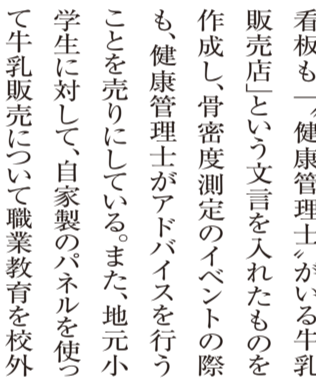 看板も「〝健康管理士〟がいる牛乳
販売店」という文言を入れたものを
作成し、骨密度測定のイベントの際
も、健康管理士がアドバイスを行う
ことを売りにしている。また、地元小
学生に対して、自家製のパネルを使っ
て牛乳販売について職業教育を校外